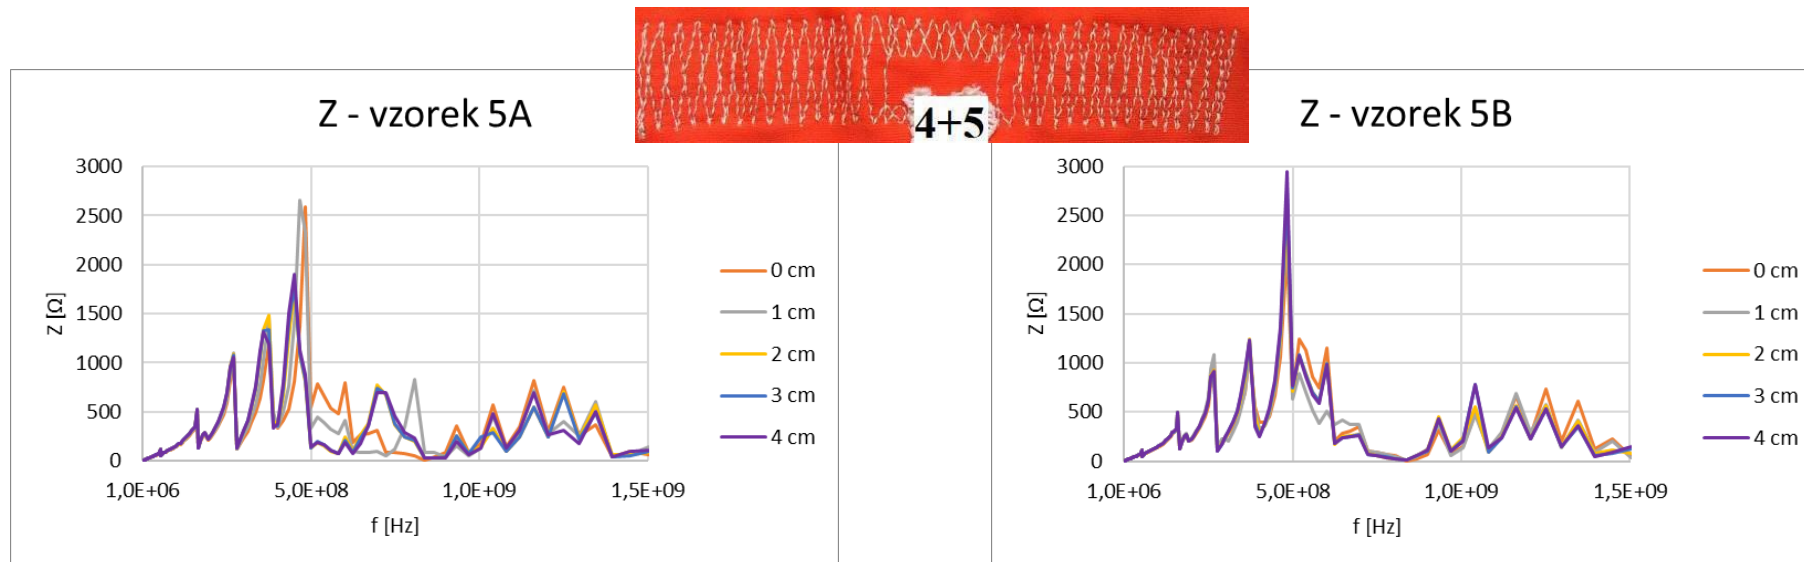 4+5
Z - vzorek 5A
3000
2500
2000
1500
1000
500
0
Z [Ω]
1,0E+06
5,0E+08
1,0E+09
1,5E+09
f [Hz]
0 cm
1 cm
2 cm
3 cm
4 cm
Z - vzorek 5B
3000
2500
2000
1500
1000
500
0
Z [Ω]
1,0E+06
5,0E+08
1,0E+09
1,5E+09
f [Hz]
0 cm
1 cm
2 cm
3 cm
4 cm